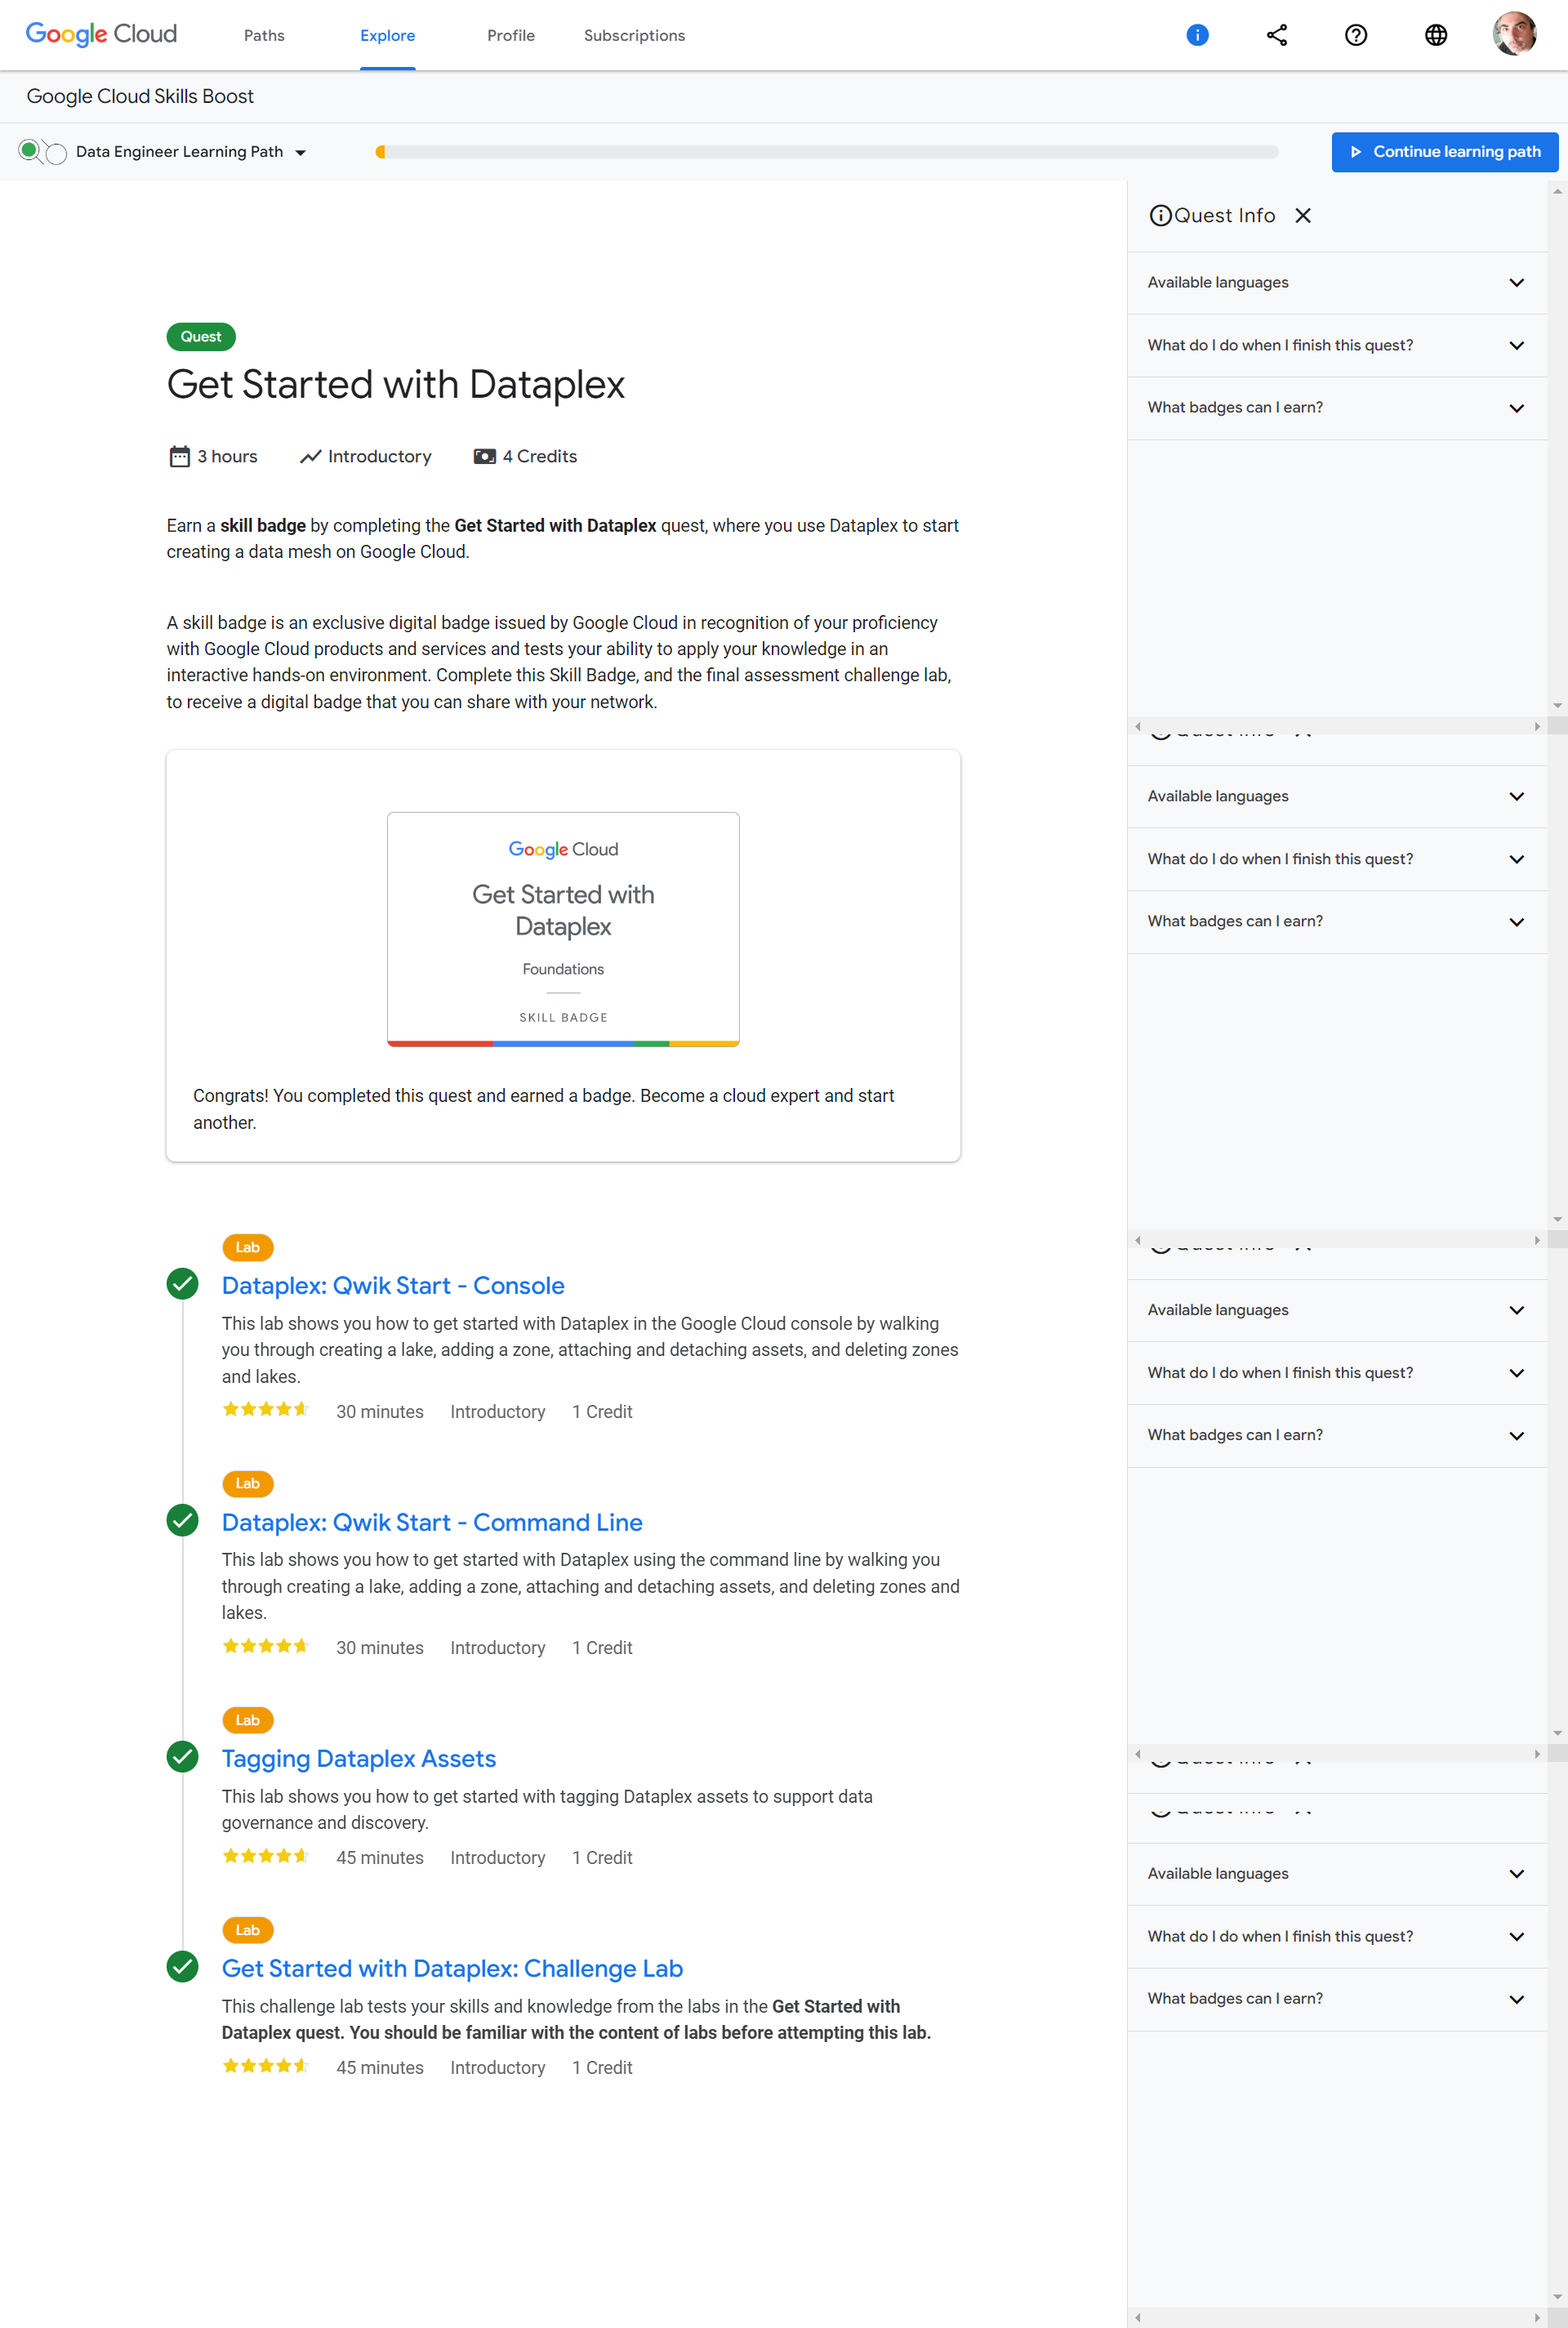 Google Cloud
Paths
Explore
Profile
Subscriptions
Google Cloud Skills Boost
Data Engineer Learning Path
Continue learning path
Quest
Get Started with Dataplex
3 hours
Introductory
4 Credits
Earn a skill badge by completing the Get Started with Dataplex quest, where you use Dataplex to start
creating a data mesh on Google Cloud.
A skill badge is an exclusive digital badge issued by Google Cloud in recognition of your proficiency
with Google Cloud products and services and tests your ability to apply your knowledge in an
interactive hands-on environment. Complete this Skill Badge, and the final assessment challenge lab,
to receive a digital badge that you can share with your network.
Google Cloud
Get Started with
Dataplex
Foundations
SKILL BADGE
Congrats! You completed this quest and earned a badge. Become a cloud expert and start
another.
Lab
Dataplex: Qwik Start - Console
This lab shows you how to get started with Dataplex in the Google Cloud console by walking
you through creating a lake, adding a zone, attaching and detaching assets, and deleting zones
and lakes.
30 minutes
Introductory
1 Credit
Lab
Dataplex: Qwik Start - Command Line
This lab shows you how to get started with Dataplex using the command line by walking you
through creating a lake, adding a zone, attaching and detaching assets, and deleting zones and
lakes.
30 minutes
Introductory
1 Credit
Lab
Tagging Dataplex Assets
This lab shows you how to get started with tagging Dataplex assets to support data
governance and discovery.
45 minutes
Introductory
1 Credit
Lab
Get Started with Dataplex: Challenge Lab
This challenge lab tests your skills and knowledge from the labs in the Get Started with
Dataplex quest. You should be familiar with the content of labs before attempting this lab.
45 minutes
Introductory
1 Credit
Quest Info
Available languages
What do I do when I finish this quest?
What badges can I earn?
Available languages
What do I do when I finish this quest?
What badges can I earn?
Available languages
What do I do when I finish this quest?
What badges can I earn?
Available languages
What do I do when I finish this quest?
What badges can I earn?